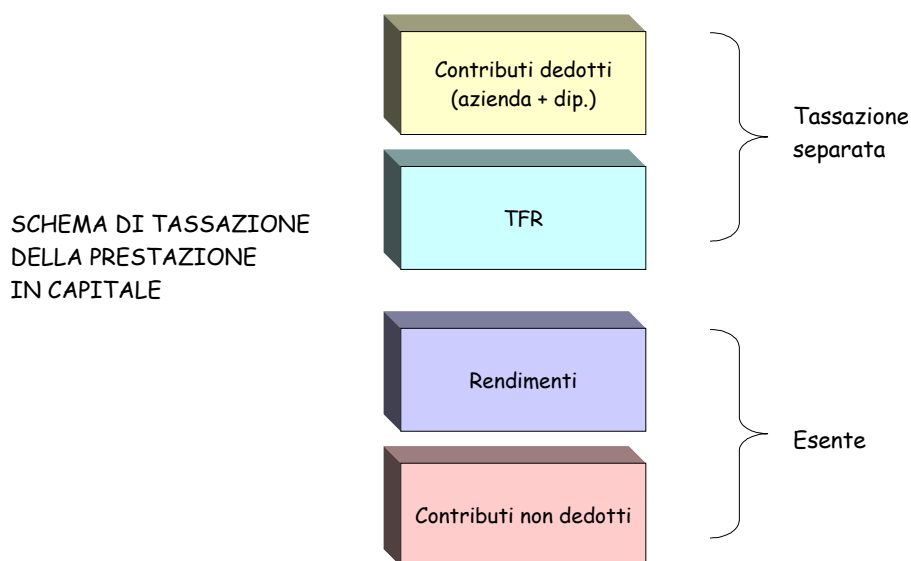 SCHEMA DI TASSAZIONE
DELLA PRESTAZIONE
IN CAPITALE
Contributi dedotti
(azienda + dip.)
TFR
Tassazione
separata
Rendimenti
Contributi non dedotti
Esente